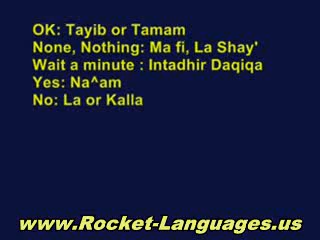 OK: Tayib or Tamam
None, Nothing: Ma fi, La Shay'
Wait a minute : Intadhir Daqiqa
Yes: Na^am
No: La or Kalla
www.Rocket-Languages.us